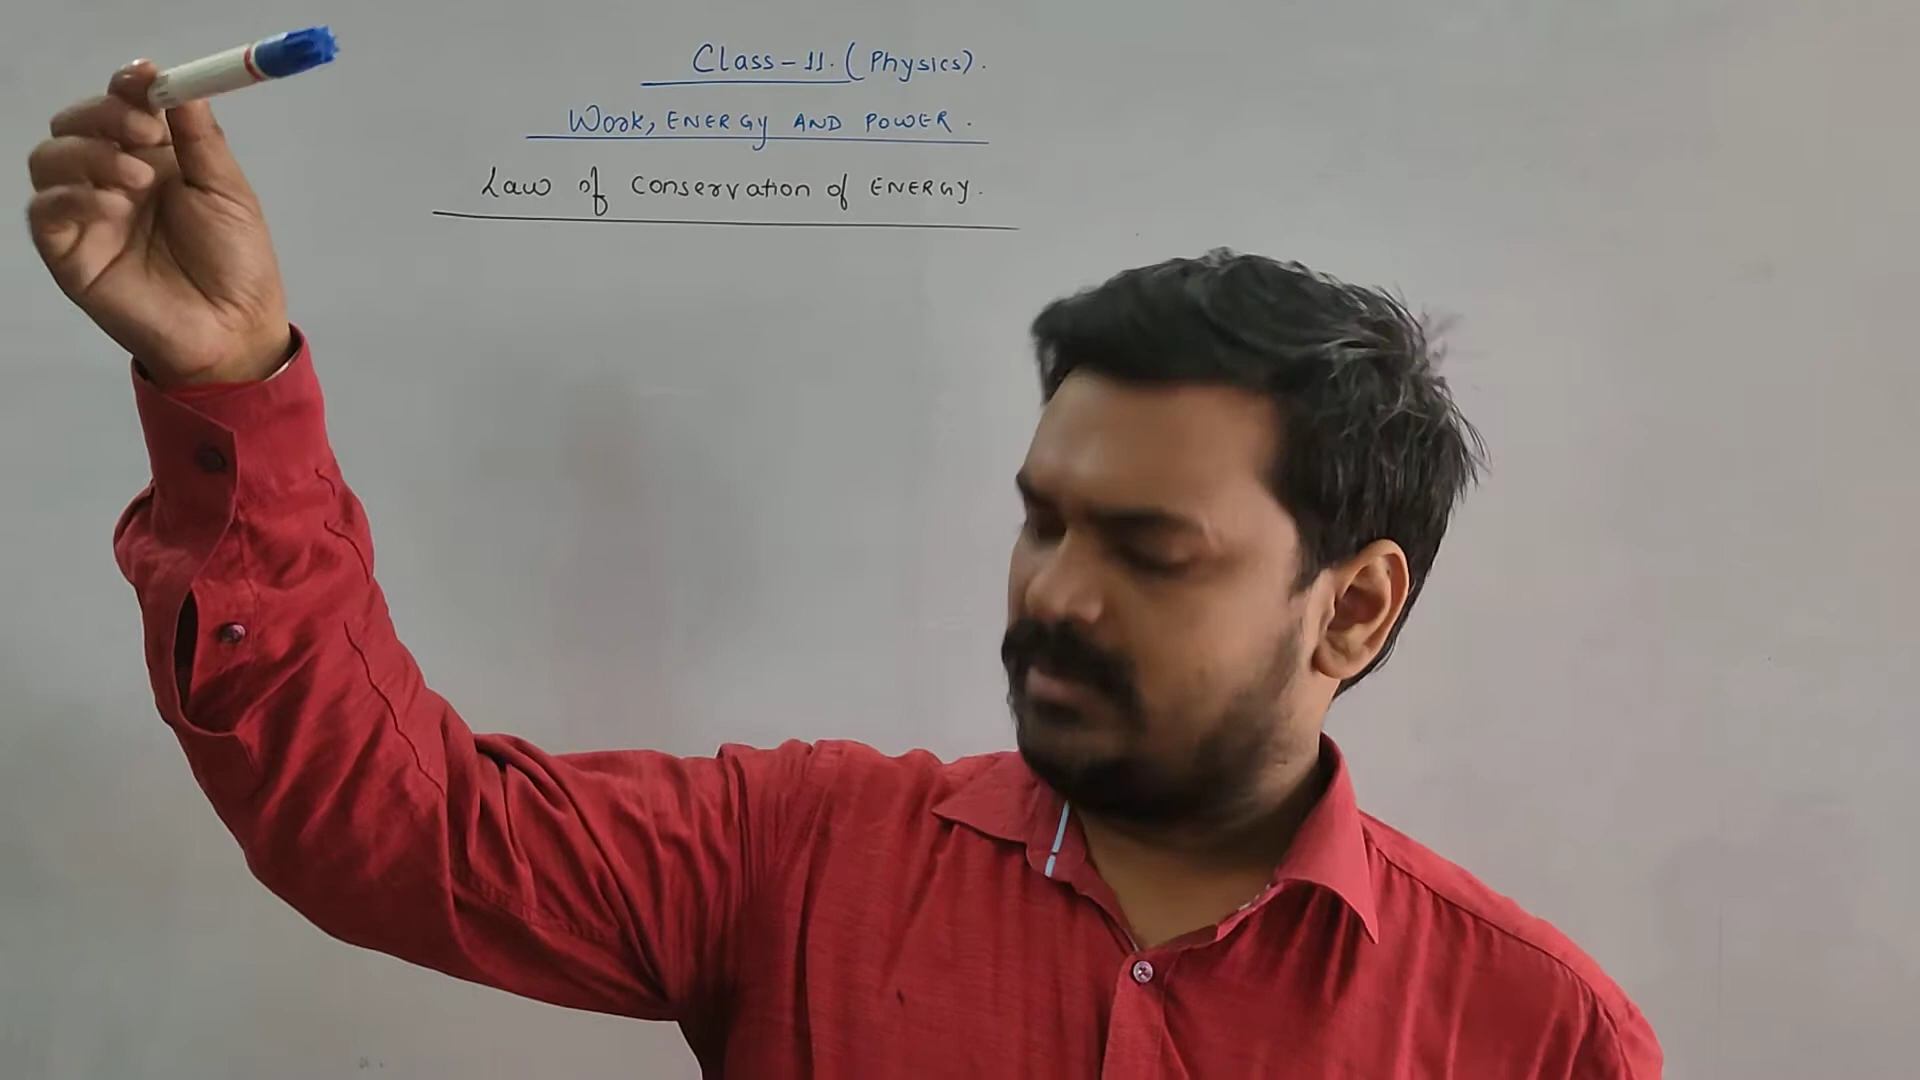 Class-11. (Physics).
Work, ENERGY AND POWER.
Law of conservation of ENERGY.